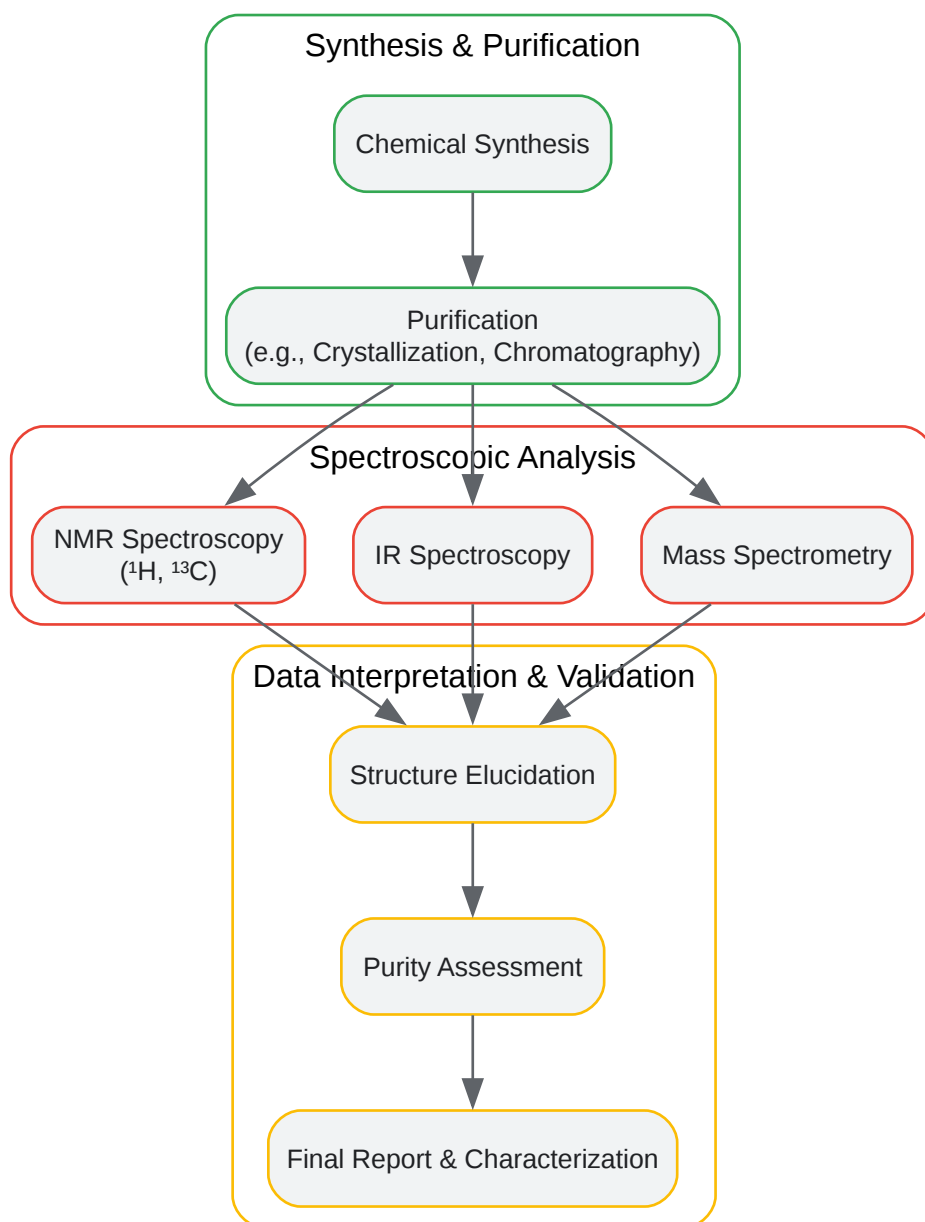 Synthesis & Purification
Chemical Synthesis
Purification
(e.g., Crystallization, Chromatography)
Spectroscopic Analysis
NMR Spectroscopy
(¹H, ¹³C)
IR Spectroscopy
Mass Spectrometry
Data Interpretation & Validation
Structure Elucidation
Purity Assessment
Final Report & Characterization